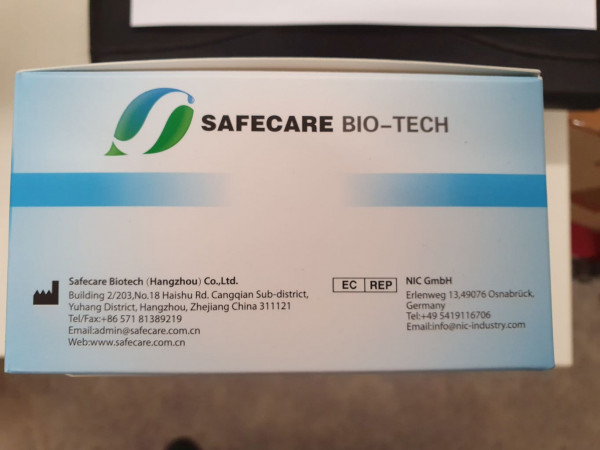 SAFECARE BIO-TECH
Safecare Biotech (Hangzhou) Co.,Ltd.
Building 2/203,No.18 Haishu Rd. Cangqian Sub-district,
Yuhang District, Hangzhou, Zhejiang China 311121
Tel/Fax:+86 571 81389219
Email:admin@safecare.com.cn
Web:www.safecare.com.cn
EC REP
NIC GmbH
Erlenweg 13,49076 Osnabrück,
Germany
Tel:+49 5419116706
Email:info@nic-industry.com